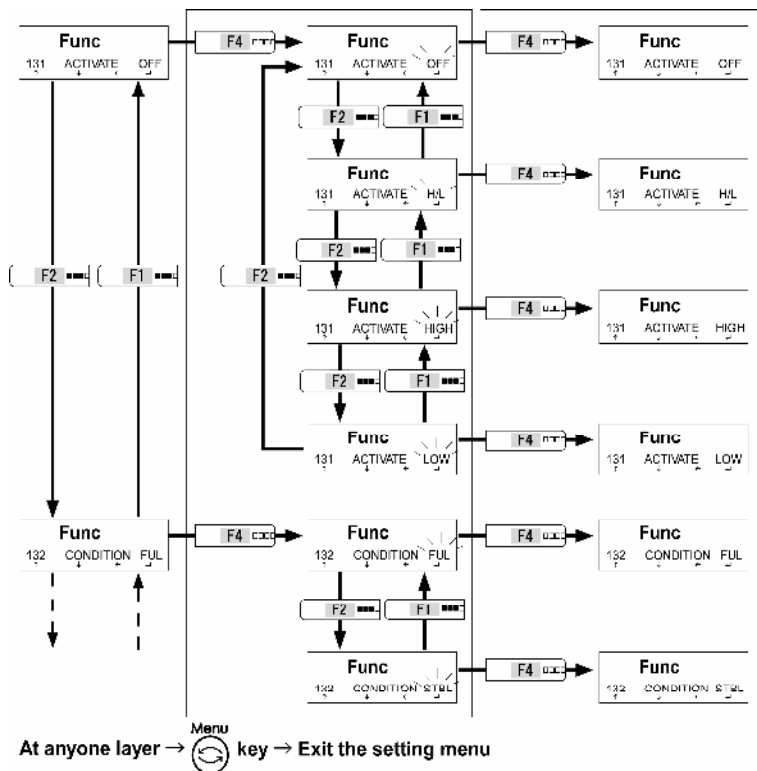 Func F4 Func F4 Func
131 ACTIVATE OFF 131 ACTIVATE OFF 131 ACTIVATE OFF
F2 F1
Func F4 Func
131 ACTIVATE H/L 131 ACTIVATE H/L
F2 F1
F2 F1 F2
Func F4 Func
131 ACTIVATE HIGH 131 ACTIVATE HIGH
F2 F1
Func F4 Func
131 ACTIVATE LOW 131 ACTIVATE LOW
Func F4 Func F4 Func
132 CONDITION FUL 132 CONDITION FUL 132 CONDITION FUL
F2 F1
Func F4 Func
132 CONDITION STBL 132 CONDITION STBL
Menu
At anyone layer → key → Exit the setting menu